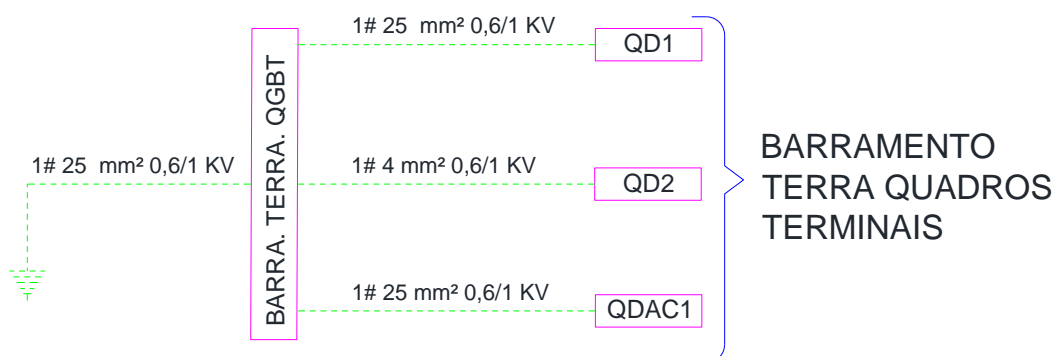 1# 25 mm² 0,6/1 KV
QD1
BARRA. TERRA. QGBT
1# 25 mm² 0,6/1 KV
1# 4 mm² 0,6/1 KV
QD2
BARRAMENTO
TERRA QUADROS
TERMINAIS
1# 25 mm² 0,6/1 KV
QDAC1